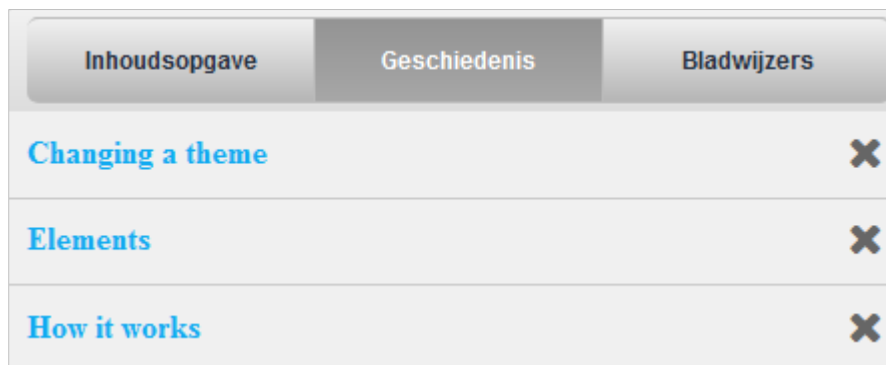 Inhoudsopgave Geschiedenis Bladwijzers
Changing a theme
Elements
How it works